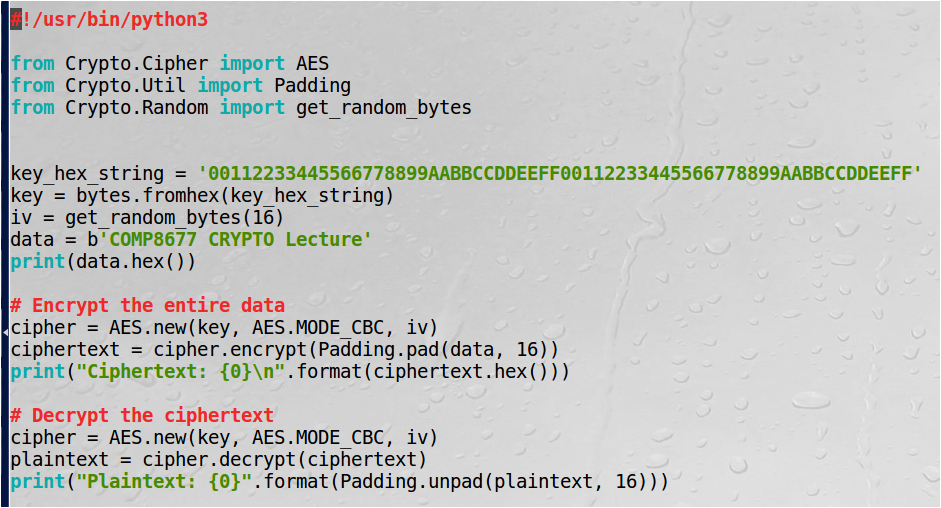 #!/usr/bin/python3
from Crypto.Cipher import AES
from Crypto.Util import Padding
from Crypto.Random import get_random_bytes
key_hex_string = '00112233445566778899AABBCCDDEEFF00112233445566778899AABBCCDDEEFF'
key = bytes.fromhex(key_hex_string)
iv = get_random_bytes(16)
data = b'COMP8677 CRYPTO Lecture'
print(data.hex())
# Encrypt the entire data
cipher = AES.new(key, AES.MODE_CBC, iv)
ciphertext = cipher.encrypt(Padding.pad(data, 16))
print("Ciphertext: {0}\n".format(ciphertext.hex()))
# Decrypt the ciphertext
cipher = AES.new(key, AES.MODE_CBC, iv)
plaintext = cipher.decrypt(ciphertext)
print("Plaintext: {0}".format(Padding.unpad(plaintext, 16)))